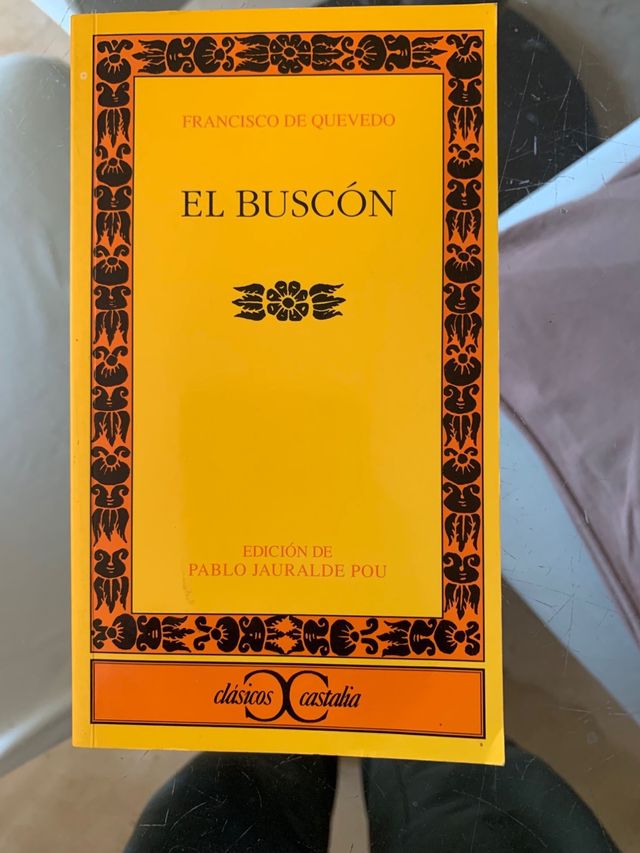 FRANCISCO DE QUEVEDO
EL BUSCÓN
EDICIÓN DE
PABLO JAURALDE POU
clásicos castalia